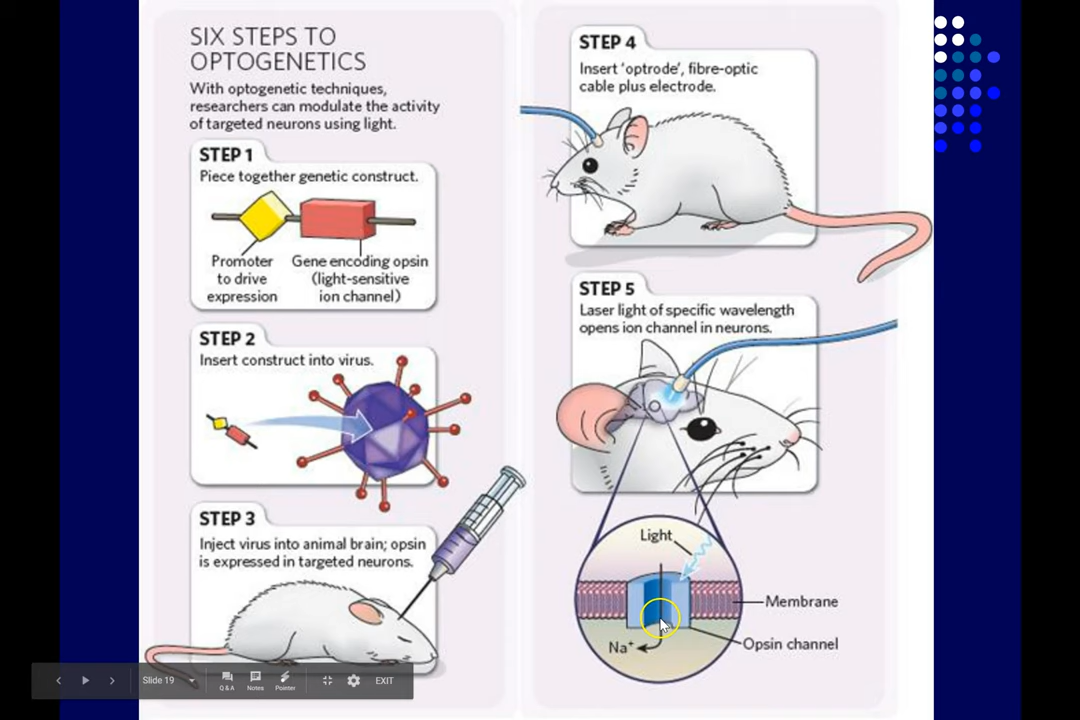 SIX STEPS TO
OPTOGENETICS
With optogenetic techniques,
researchers can modulate the activity
of targeted neurons using light.
STEP 1
Piece together genetic construct.
Promoter
to drive
expression
Gene encoding opsin
(light-sensitive
ion channel)
STEP 2
Insert construct into virus.
STEP 3
Inject virus into animal brain; opsin
is expressed in targeted neurons.
STEP 4
Insert ‘optrode’, fibre-optic
cable plus electrode.
STEP 5
Laser light of specific wavelength
opens ion channel in neurons.
Light
Membrane
Opsin channel
Na+
Slide 19
Q & A
Notes
Pointer
EXIT